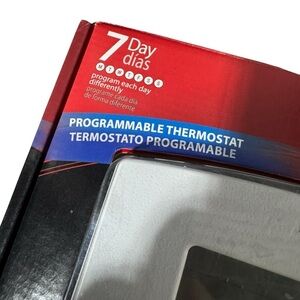 7 Day
días
M T W T F S S
program each day
differently
programe cada día
de forma diferente
PROGRAMMABLE THERMOSTAT
TERMOSTATO PROGRAMABLE